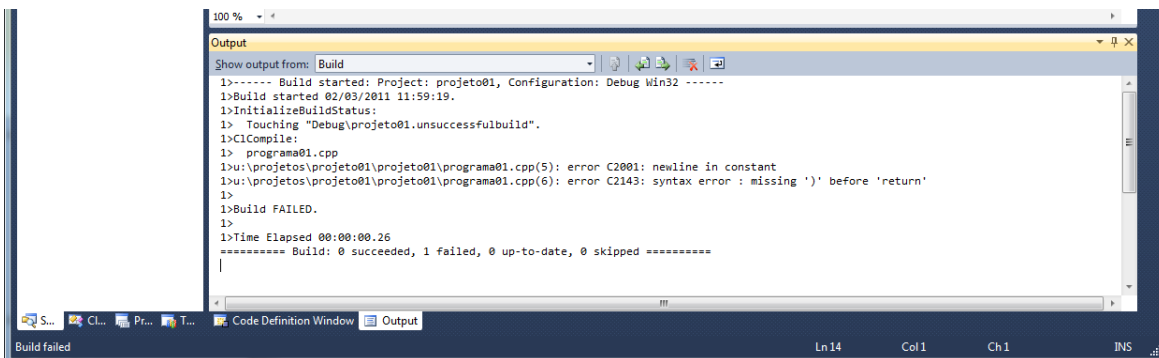 100 %
Output
Show output from: Build
1>------ Build started: Project: projeto01, Configuration: Debug Win32 ------
1>Build started 02/03/2011 11:59:19.
1>InitializeBuildStatus:
1>  Touching "Debug\projeto01.unsuccessfulbuild".
1>ClCompile:
1>  programa01.cpp
1>u:\projetos\projeto01\projeto01\programa01.cpp(5): error C2001: newline in constant
1>u:\projetos\projeto01\projeto01\programa01.cpp(6): error C2143: syntax error : missing ')' before 'return'
1>
1>Build FAILED.
1>
1>Time Elapsed 00:00:00.26
========== Build: 0 succeeded, 1 failed, 0 up-to-date, 0 skipped ==========
S... Cl... Pr... T... Code Definition Window Output
Build failed Ln 14 Col 1 Ch 1 INS